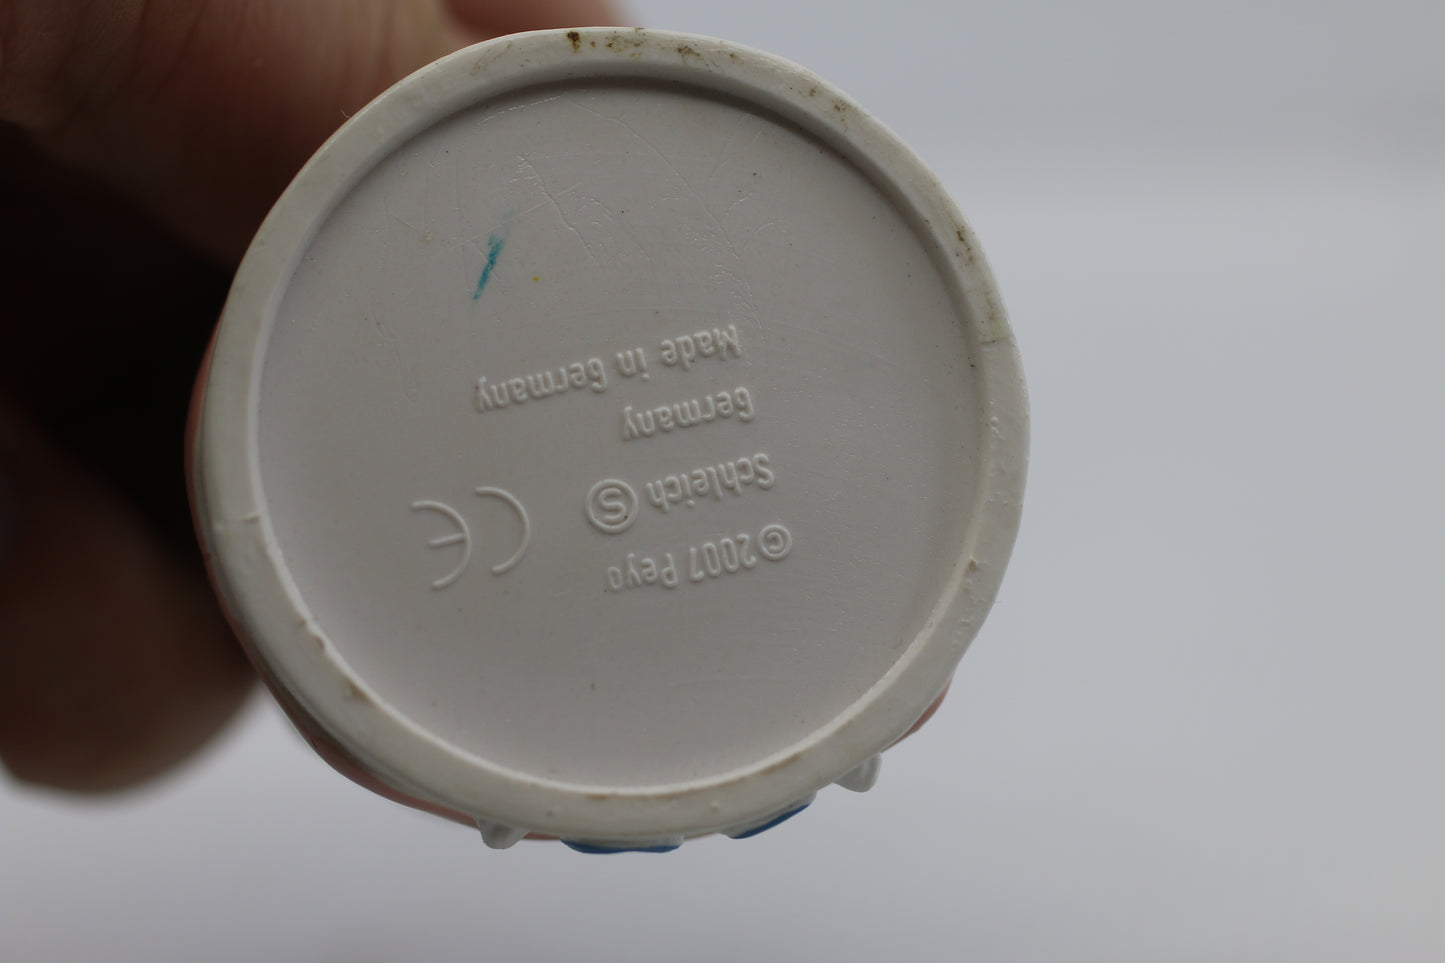 ©2007 Peyo
Schleich Ⓢ
CE
Germany
Made in Germany